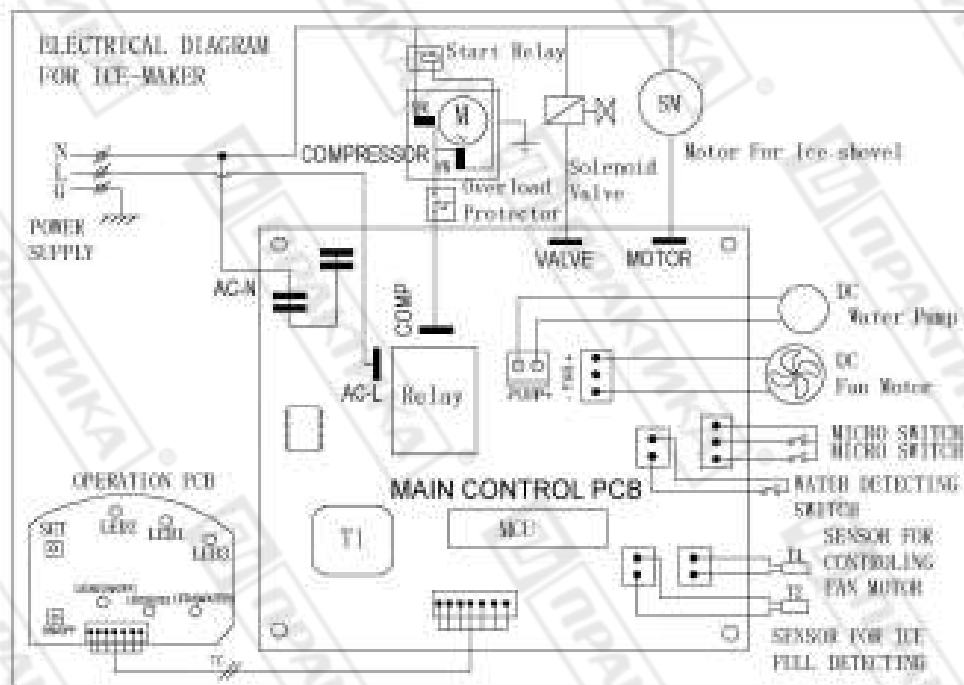 ELECTRICAL DIAGRAM
FOR ICE-MAKER
Start Relay
M
SM
COMPRESSOR
Motor For Ice shovel
N
L
G
POWER
SUPPLY
Solenoid
Valve
Overload
Protector
VALVE
MOTOR
AC-N
COMP
DC
Water Pump
AC-L
Relay
DC
Fan Motor
MICRO SWITCH
MICRO SWITCH
WATER DETECTING
SWITCH
OPERATION PCB
MAIN CONTROL PCB
SET
LED2
LED1
LED3
T1
MCU
SENSOR FOR
CONTROLING
FAN MOTOR
T2
SENSOR FOR ICE
FULL DETECTING
ПРАКТИКА